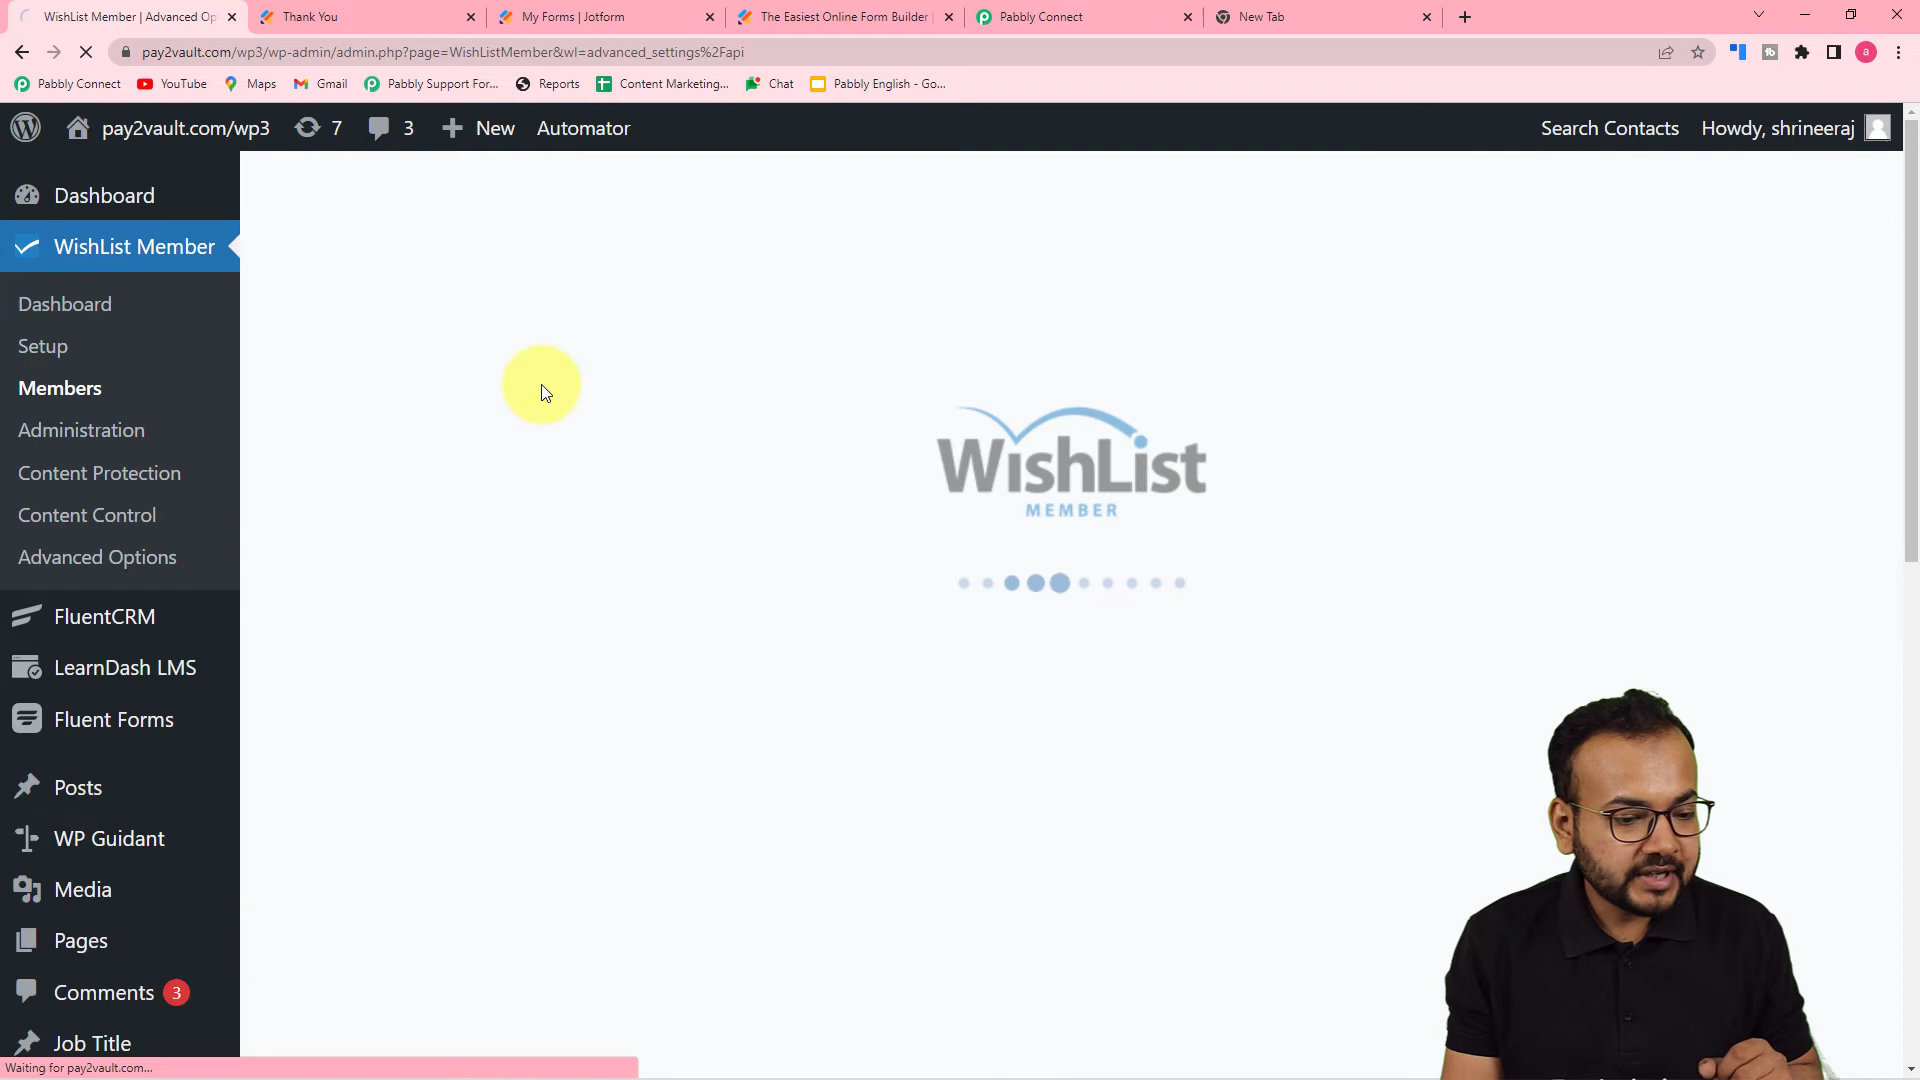 WishList Member | Advanced Op
Thank You
My Forms | Jotform
The Easiest Online Form Builder
Pabbly Connect
New Tab
pay2vault.com/wp3/wp-admin/admin.php?page=WishListMember&wl=advanced_settings%2Fapi
Pabbly Connect
YouTube
Maps
Gmail
Pabbly Support For...
Reports
Content Marketing...
Chat
Pabbly English - Go...
pay2vault.com/wp3
7
3
New
Automator
Search Contacts
Howdy, shrineeraj
Dashboard
WishList Member
Dashboard
Setup
Members
Administration
Content Protection
Content Control
Advanced Options
FluentCRM
LearnDash LMS
Fluent Forms
Posts
WP Guidant
Media
Pages
Comments 3
Job Title
WishList
MEMBER
Waiting for pay2vault.com...